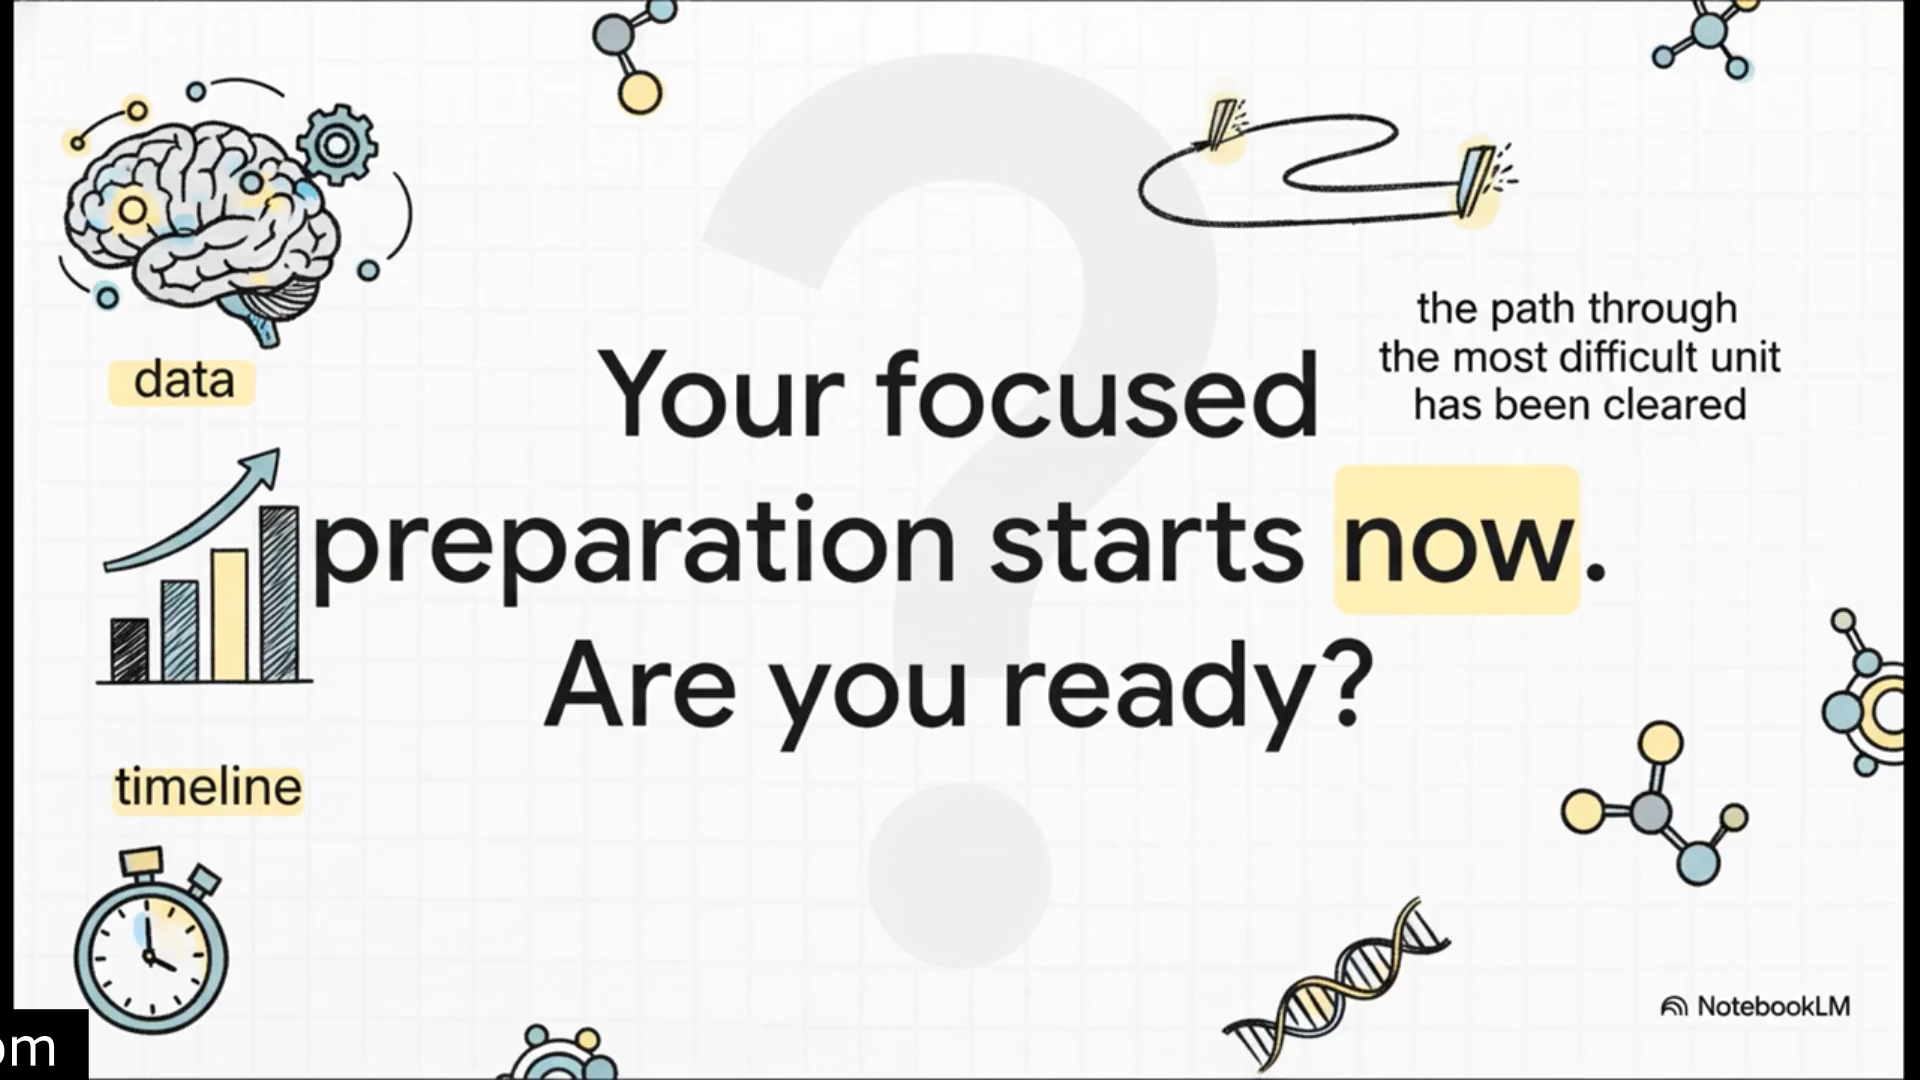 data
timeline
Your focused
preparation starts now.
Are you ready?
the path through
the most difficult unit
has been cleared
NotebookLM
om